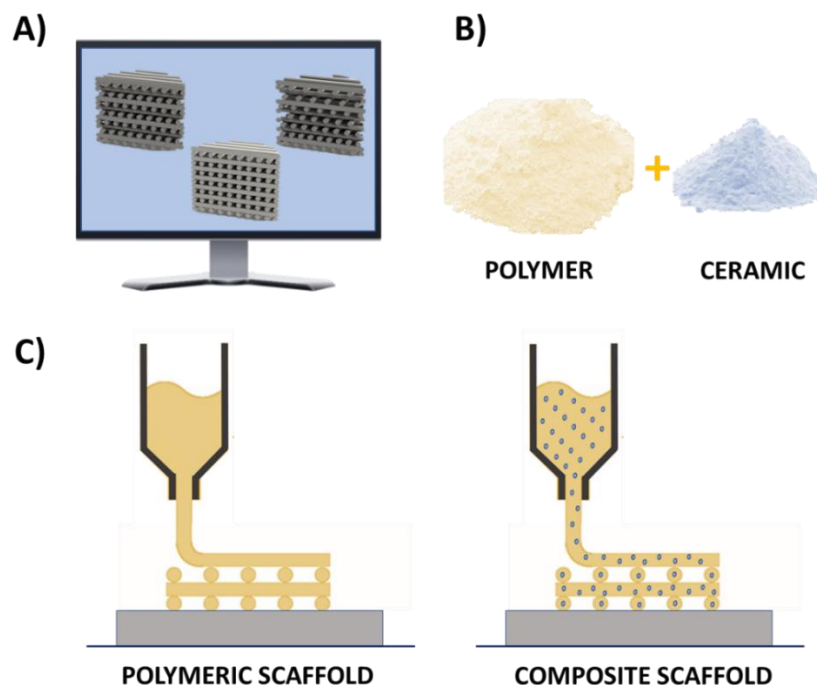 A)
B)
+
POLYMER
CERAMIC
C)
POLYMERIC SCAFFOLD
COMPOSITE SCAFFOLD